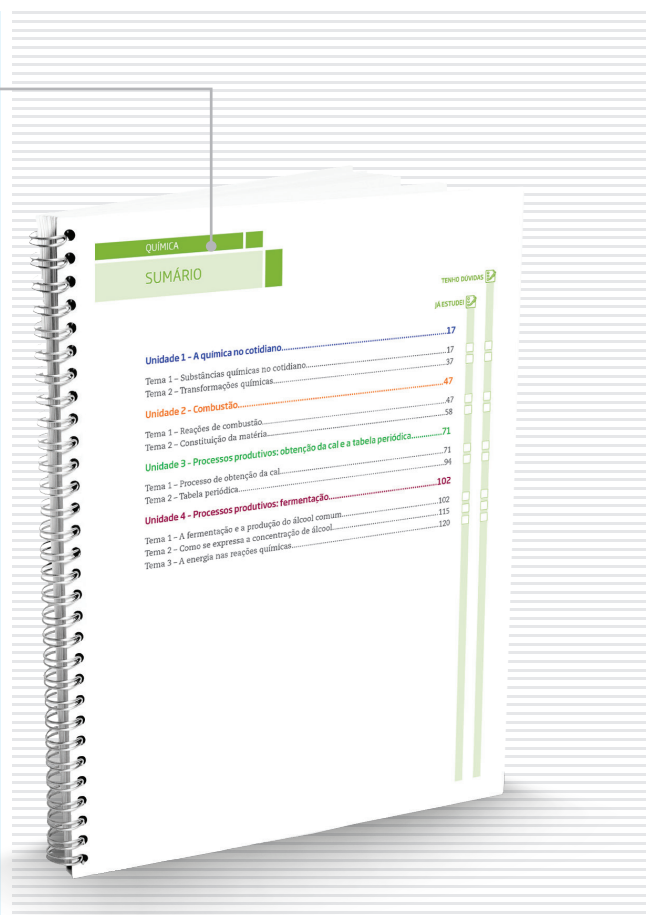 QUÍMICA
SUMÁRIO
TENHO DÚVIDAS
JÁ ESTUDEI
Unidade 1 – A química no cotidiano.....17
Tema 1 – Substâncias químicas no cotidiano.....17
Tema 2 – Transformações químicas.....37
Unidade 2 – Combustão.....47
Tema 1 – Reações de combustão.....47
Tema 2 – Constituição da matéria.....58
Unidade 3 – Processos produtivos: obtenção da cal e a tabela periódica.....71
Tema 1 – Processo de obtenção da cal.....71
Tema 2 – Tabela periódica.....94
Unidade 4 – Processos produtivos: fermentação.....102
Tema 1 – A fermentação e a produção do álcool comum.....102
Tema 2 – Como se expressa a concentração de álcool.....115
Tema 3 – A energia nas reações químicas.....120